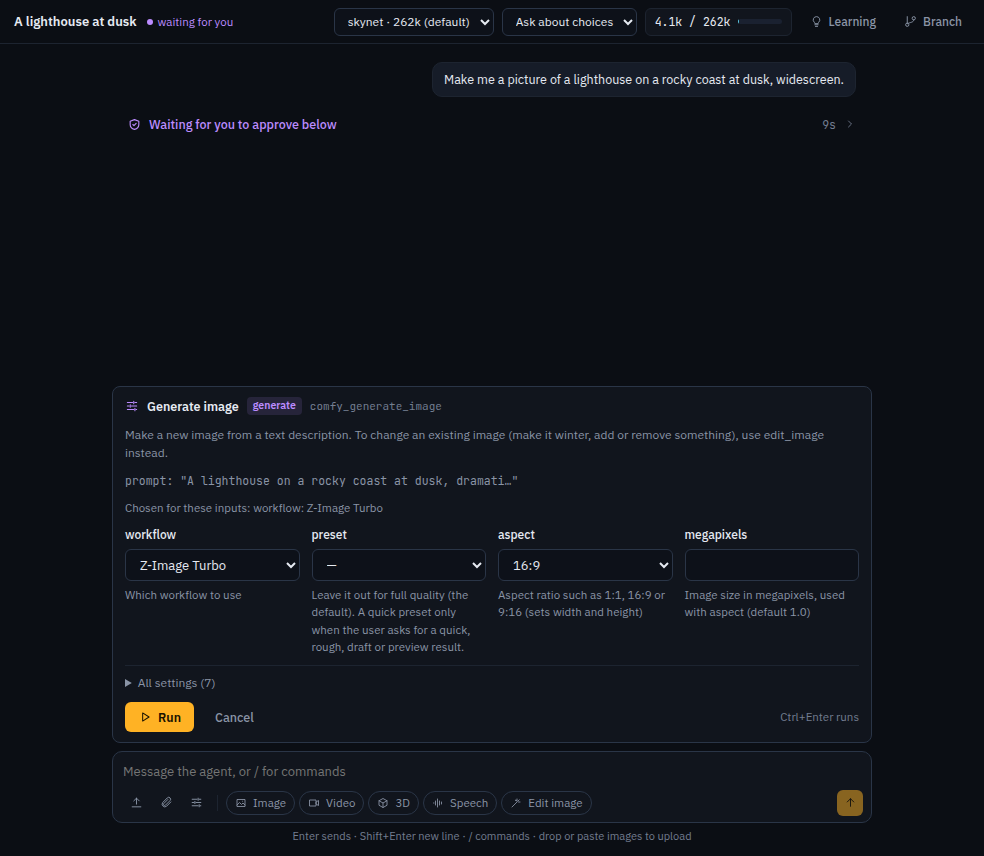 A lighthouse at dusk
waiting for you
skynet · 262k (default)
Ask about choices
4.1k / 262k
Learning
Branch
Make me a picture of a lighthouse on a rocky coast at dusk, widescreen.
Waiting for you to approve below
9s
Generate image generate comfy_generate_image
Make a new image from a text description. To change an existing image (make it winter, add or remove something), use edit_image
instead.
prompt: "A lighthouse on a rocky coast at dusk, dramati…"
Chosen for these inputs: workflow: Z-Image Turbo
workflow
Z-Image Turbo
Which workflow to use
preset
—
Leave it out for full quality (the
default). A quick preset only
when the user asks for a quick,
rough, draft or preview result.
aspect
16:9
Aspect ratio such as 1:1, 16:9 or
9:16 (sets width and height)
megapixels
Image size in megapixels, used
with aspect (default 1.0)
All settings (7)
Run
Cancel
Ctrl+Enter runs
Message the agent, or / for commands
Image
Video
3D
Speech
Edit image
Enter sends · Shift+Enter new line · / commands · drop or paste images to upload